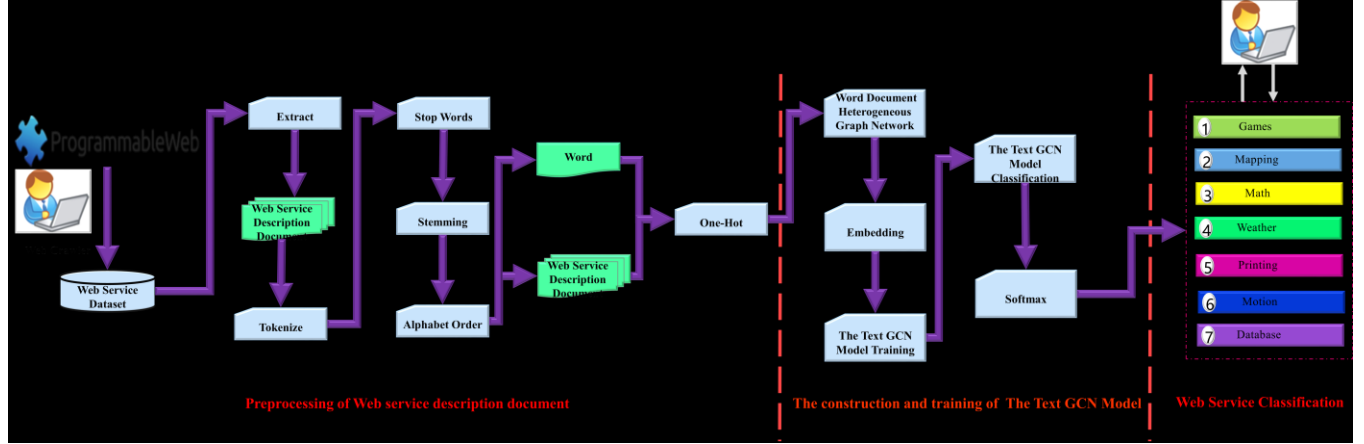 ProgrammableWeb
Web Service
Dataset
Extract
Web Service
Description
Document
Tokenize
Stop Words
Stemming
Alphabet Order
Word
Web Service
Description
Document
One-Hot
Preprocessing of Web service description document
Word Document
Heterogeneous
Graph Network
Embedding
The Text GCN
Model Training
The Text GCN
Model
Classification
Softmax
The construction and training of The Text GCN Model
1 Games
2 Mapping
3 Math
4 Weather
5 Printing
6 Motion
7 Database
Web Service Classification